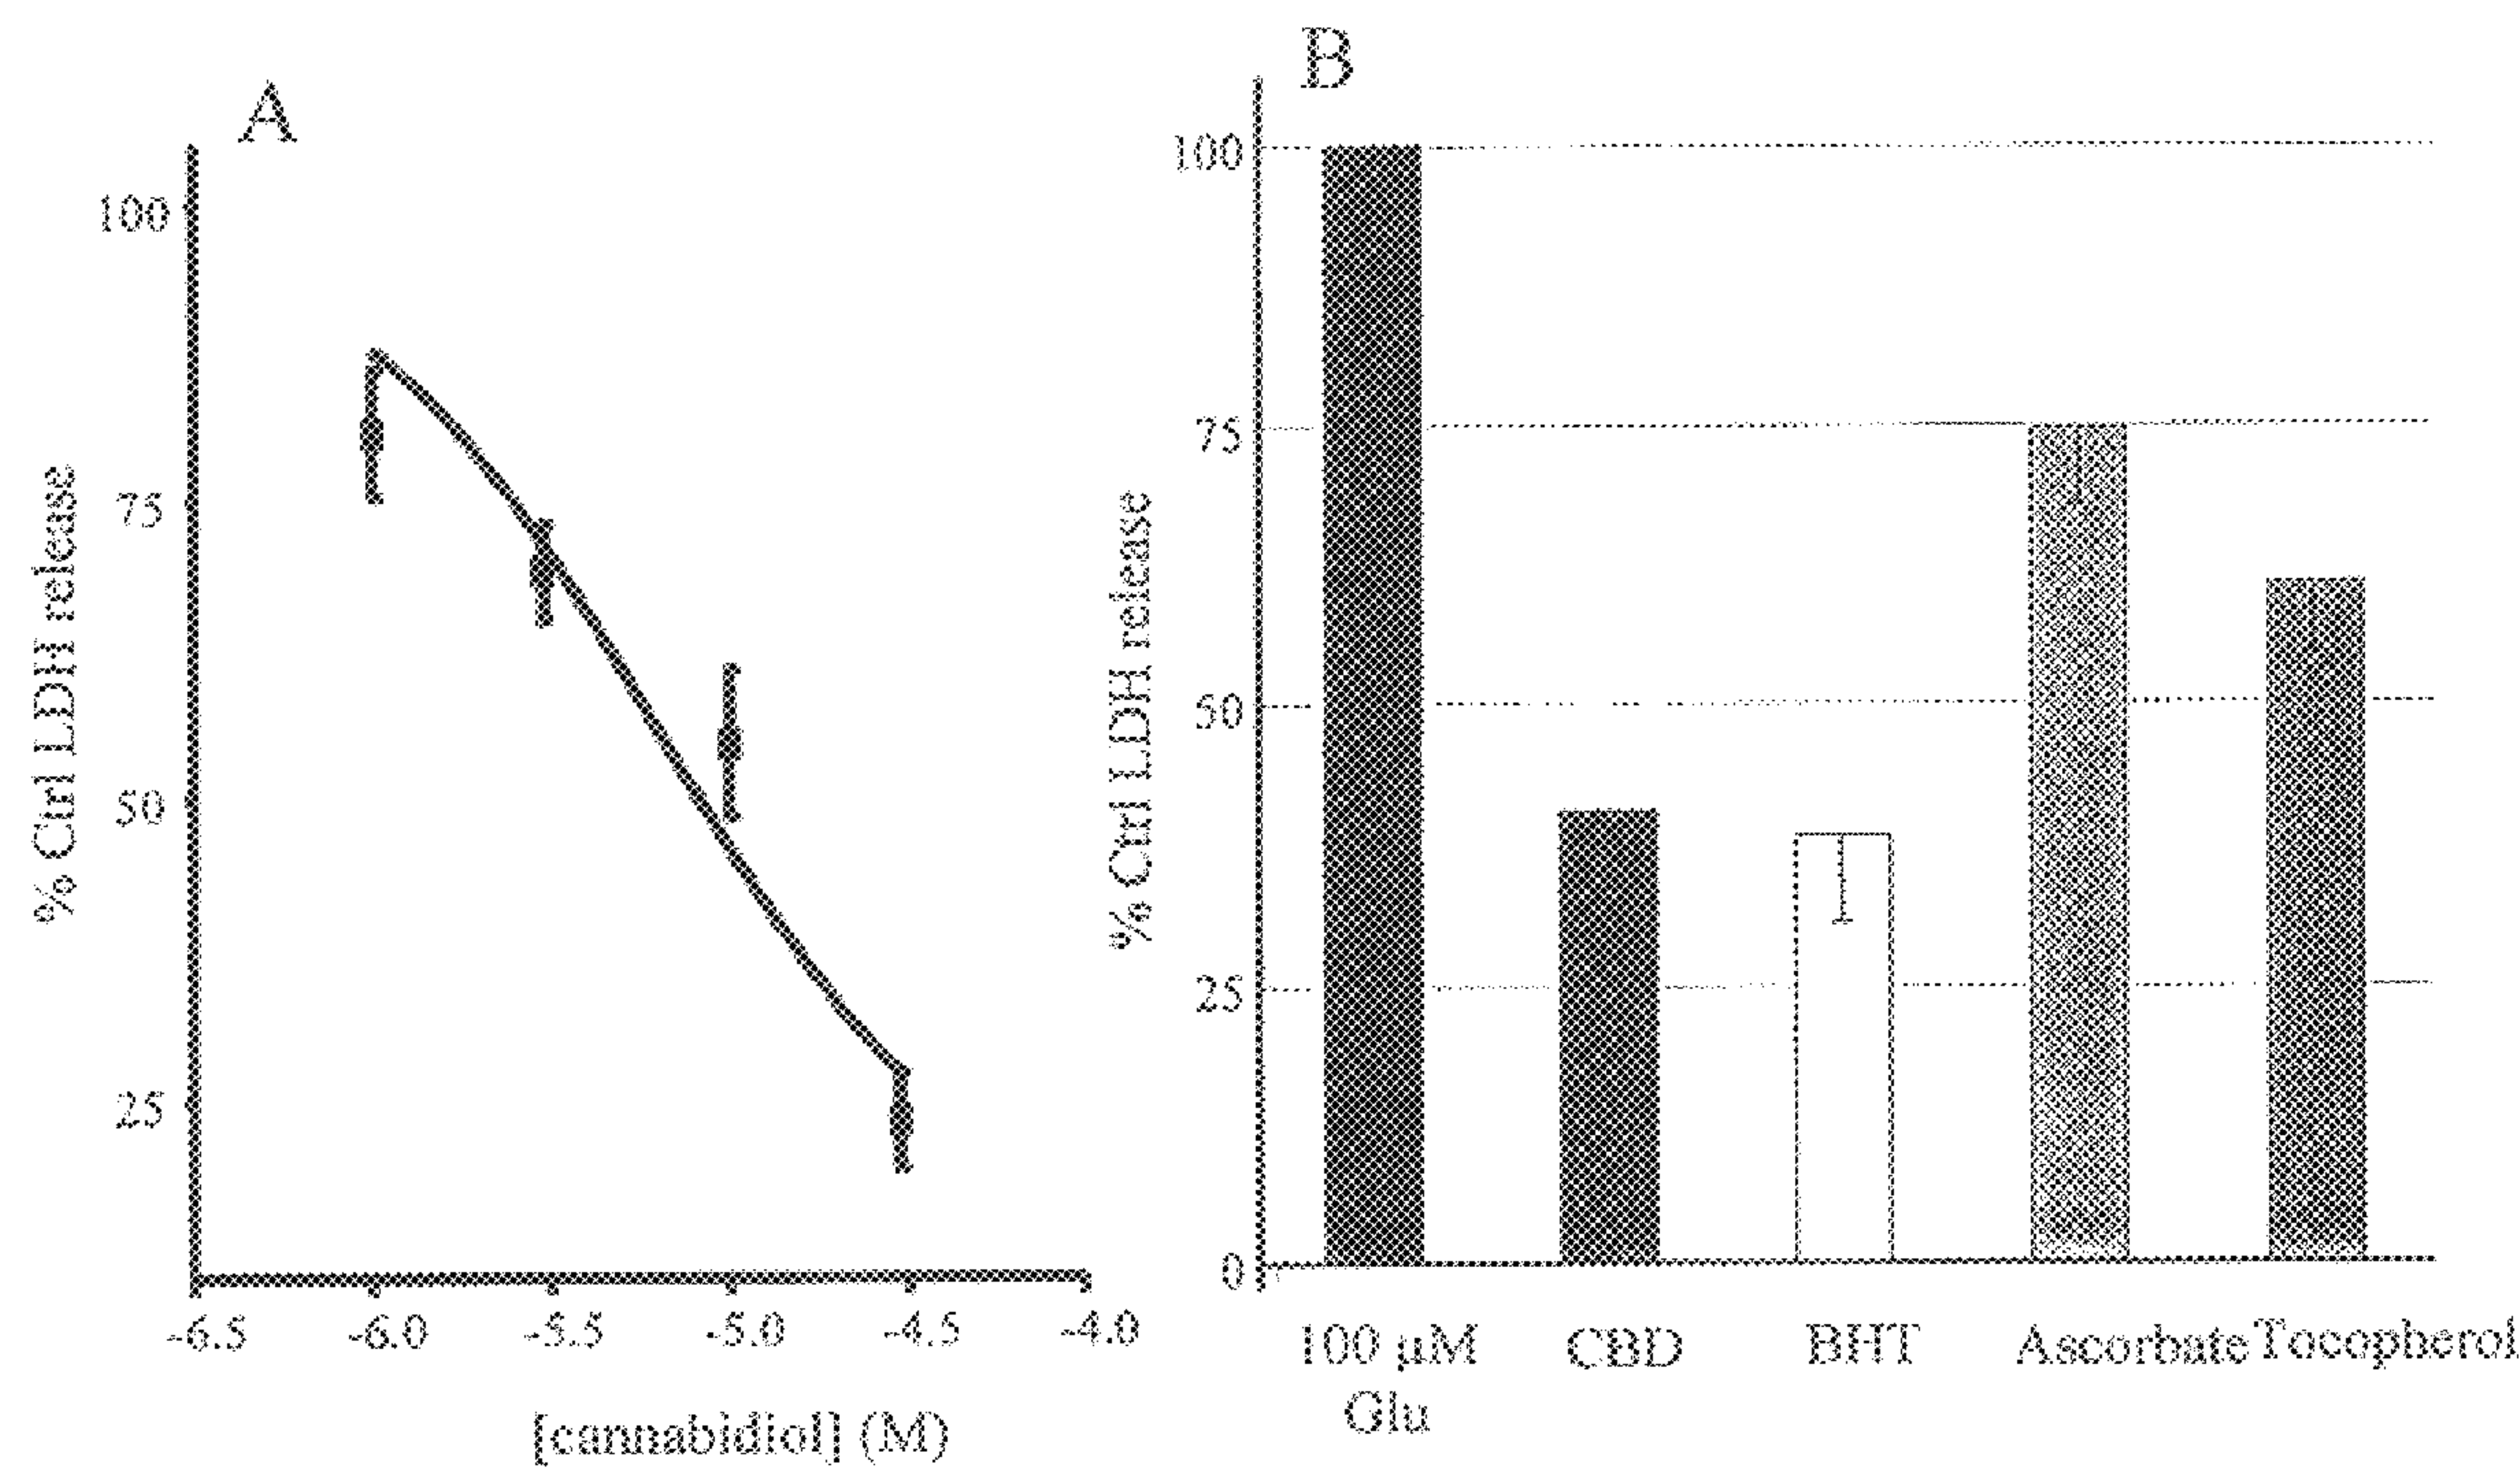 A
% Ctrl LDH release
100
75
50
25
-6.5 -6.0 -5.5 -5.0 -4.5 -4.0
[cannabidiol] (M)
B
% Ctrl LDH release
100
75
50
25
0
100 µM Glu
CBD
BHT
Ascorbate
Tocopherol